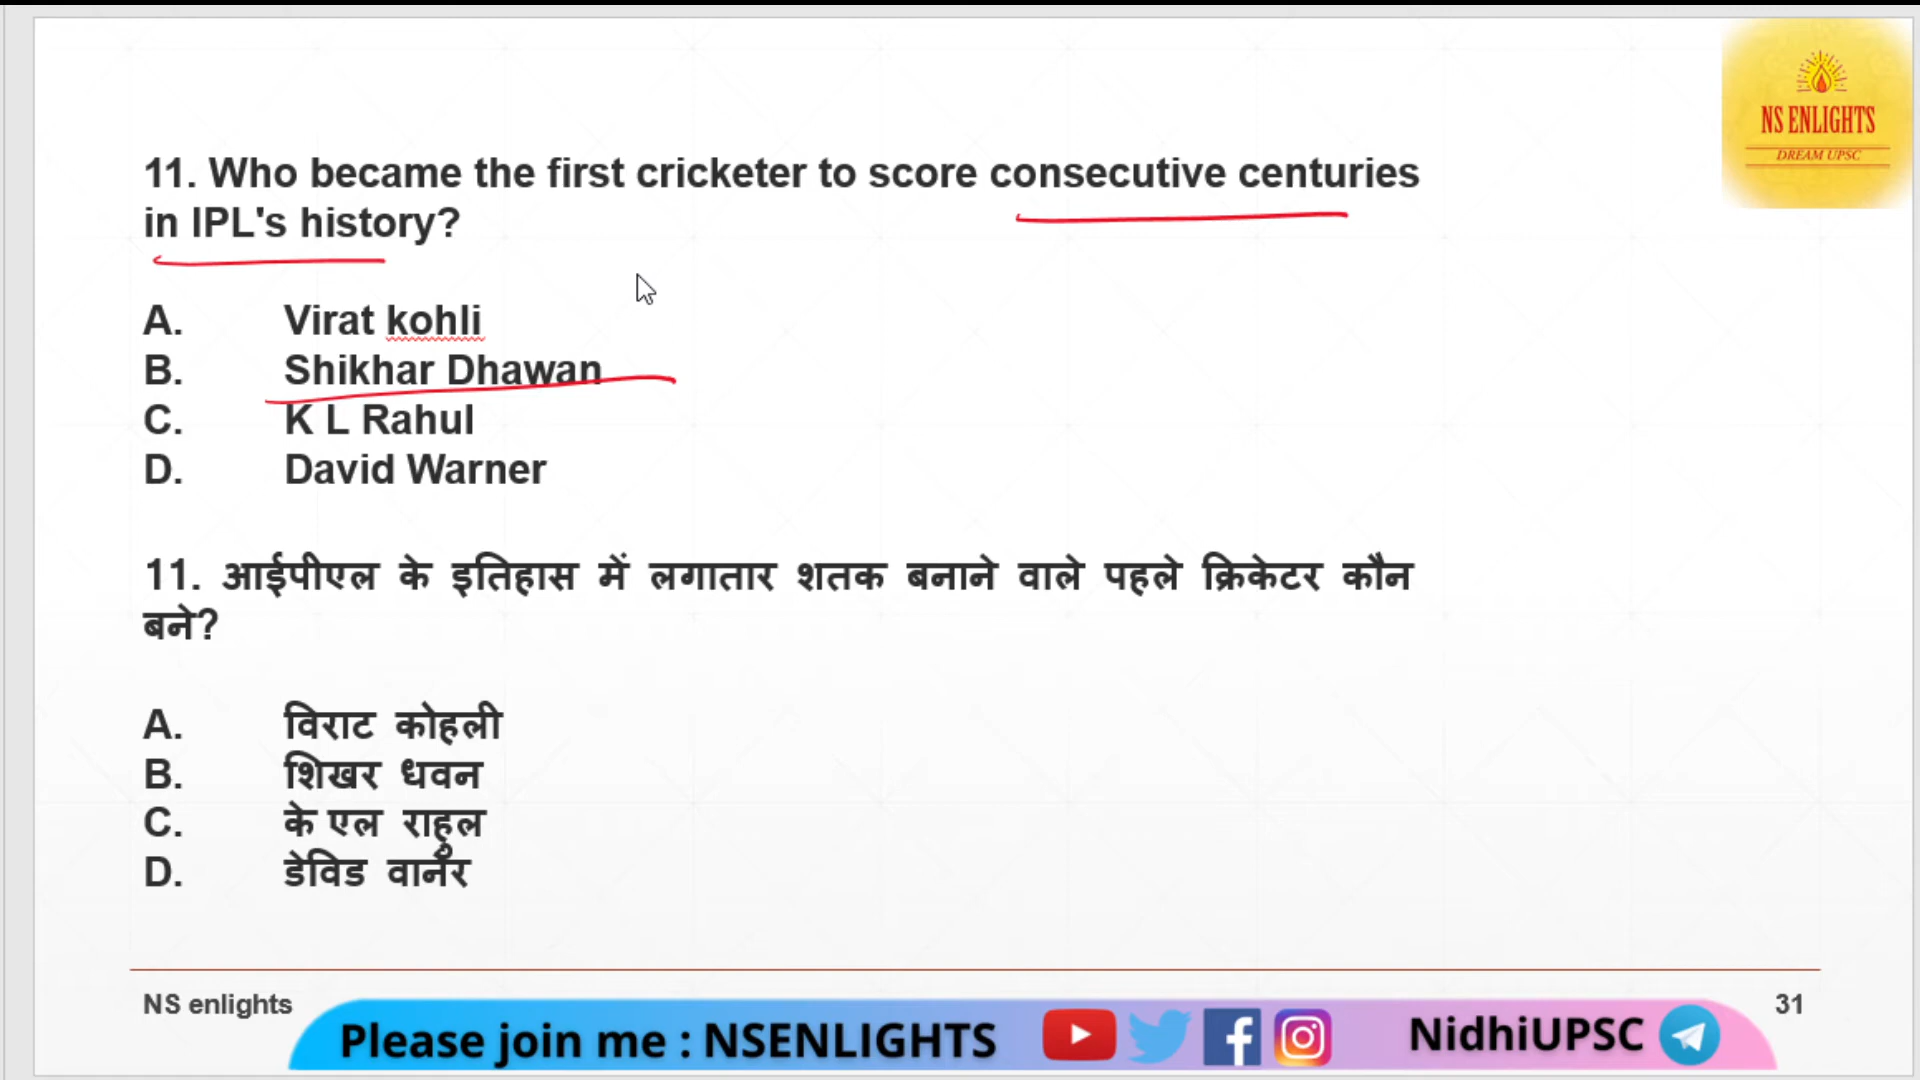 NS ENLIGHTS
DREAM UPSC
11. Who became the first cricketer to score consecutive centuries
in IPL's history?
A. Virat kohli
B. Shikhar Dhawan
C. K L Rahul
D. David Warner
11. आईपीएल के इतिहास में लगातार शतक बनाने वाले पहले क्रिकेटर कौन
बने?
A. विराट कोहली
B. शिखर धवन
C. के एल राहुल
D. डेविड वार्नर
NS enlights
31
Please join me : NSENLIGHTS
NidhiUPSC